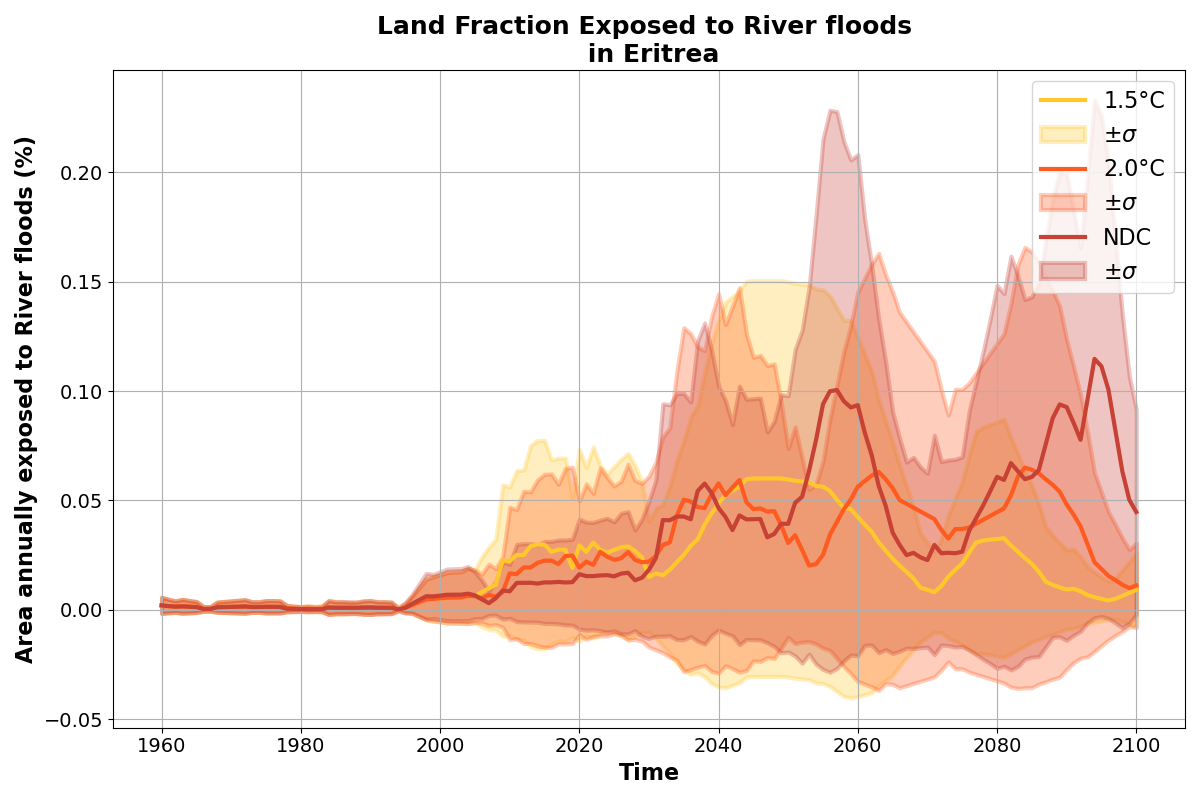 Land Fraction Exposed to River floods
in Eritrea
Area annually exposed to River floods (%)
0.20
0.15
0.10
0.05
0.00
−0.05
1960
1980
2000
2020
2040
2060
2080
2100
Time
1.5°C
±σ
2.0°C
±σ
NDC
±σ